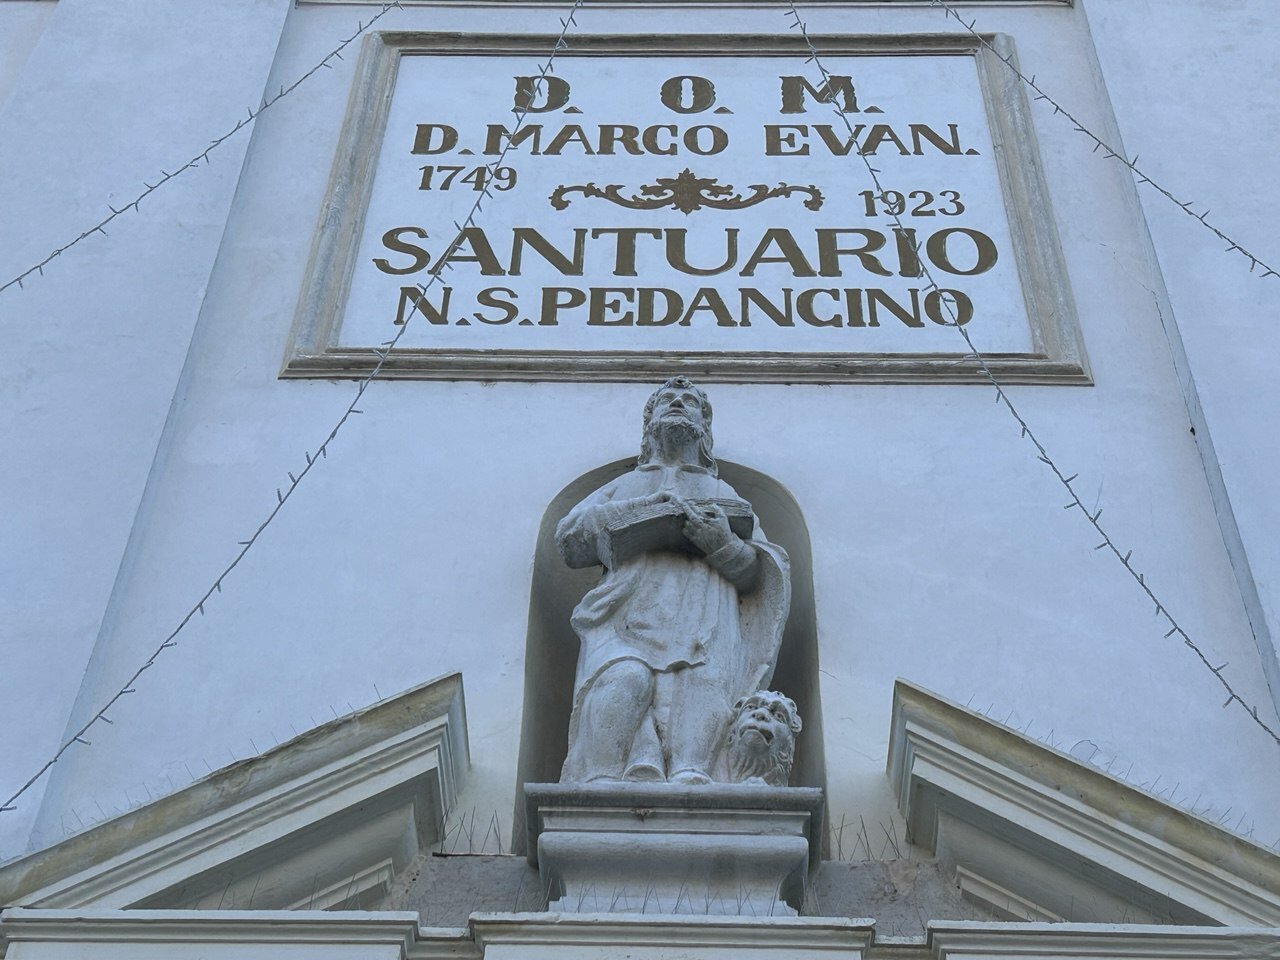 D. O. M.
D. MARCO EVAN.
1749 1923
SANTUARIO
N.S. PEDANCINO